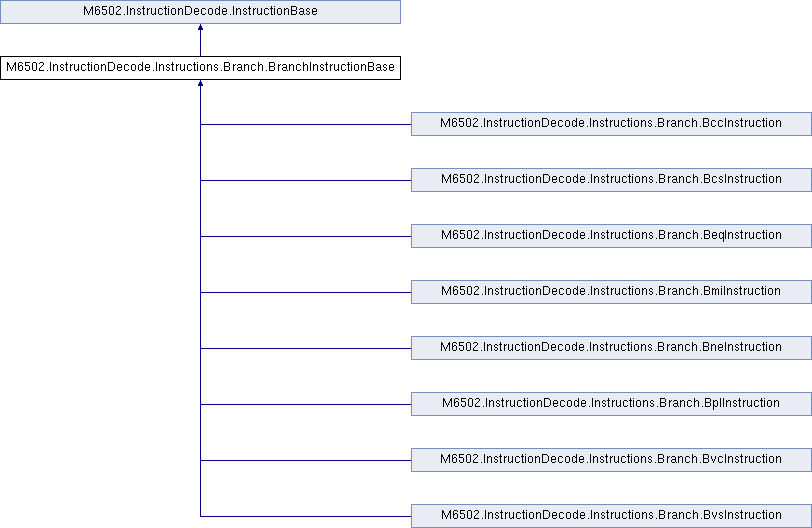 M6502.InstructionDecode.InstructionBase
M6502.InstructionDecode.Instructions.Branch.BranchInstructionBase
M6502.InstructionDecode.Instructions.Branch.BccInstruction
M6502.InstructionDecode.Instructions.Branch.BcsInstruction
M6502.InstructionDecode.Instructions.Branch.BeqInstruction
M6502.InstructionDecode.Instructions.Branch.BmiInstruction
M6502.InstructionDecode.Instructions.Branch.BneInstruction
M6502.InstructionDecode.Instructions.Branch.BplInstruction
M6502.InstructionDecode.Instructions.Branch.BvcInstruction
M6502.InstructionDecode.Instructions.Branch.BvsInstruction